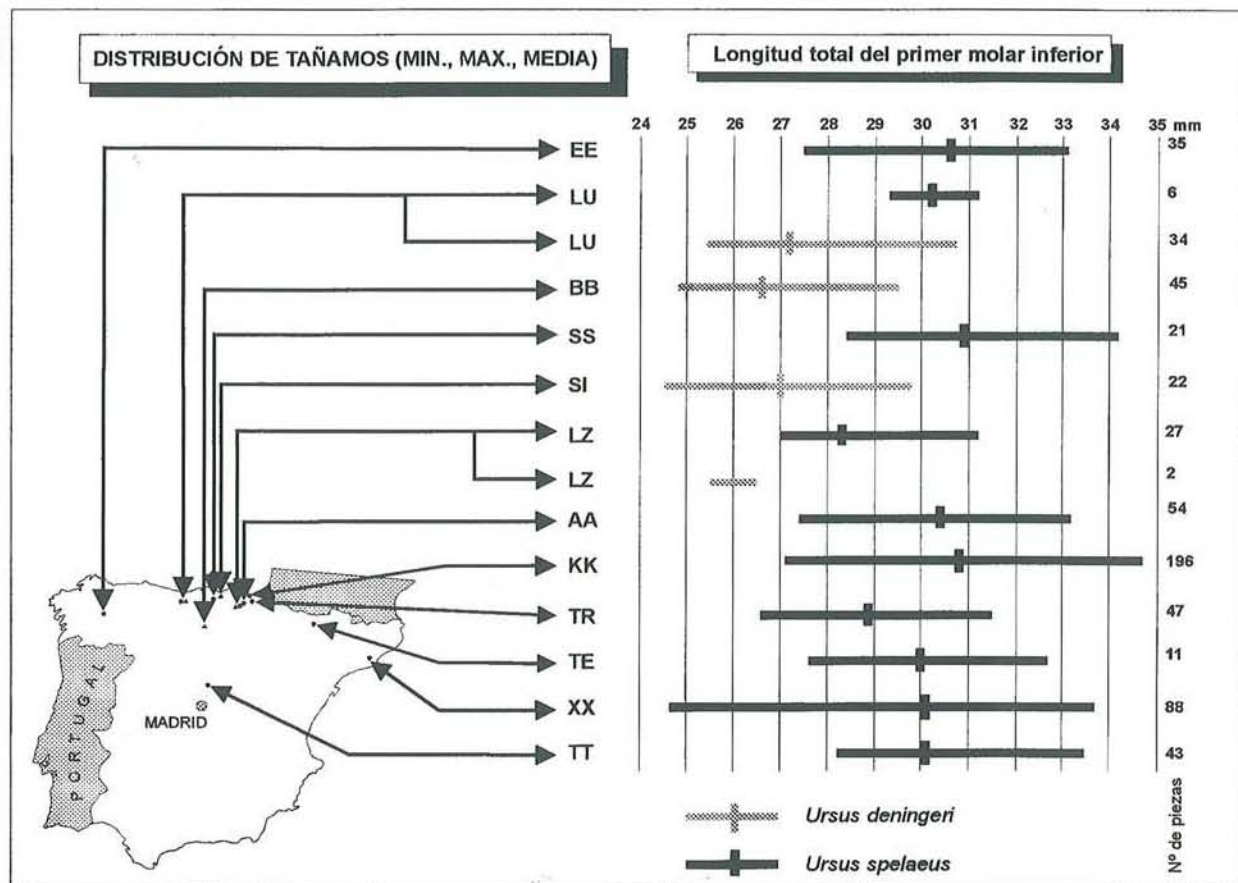 DISTRIBUCIÓN DE TAÑAMOS (MIN., MAX., MEDIA)
Longitud total del primer molar inferior
24 25 26 27 28 29 30 31 32 33 34 35 mm
EE 35
LU 6
LU 34
BB 45
SS 21
SI 22
LZ 27
LZ 2
AA 54
KK 196
TR 47
TE 11
XX 88
TT 43
PORTUGAL
MADRID
Nº de piezas
Ursus deningeri
Ursus spelaeus